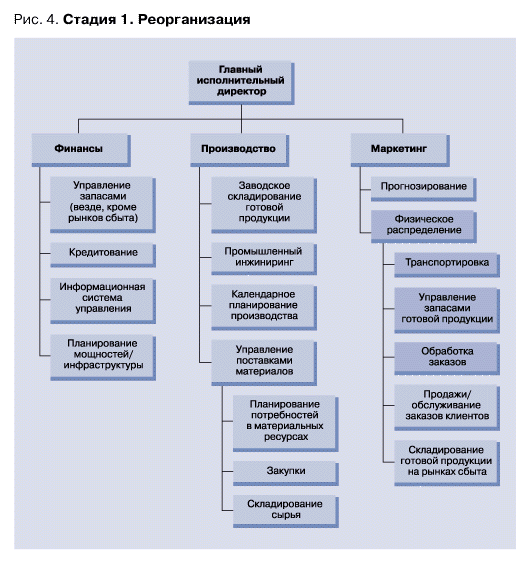 Рис. 4. Стадия 1. Реорганизация
Главный
исполнительный
директор
Финансы
Управление
запасами
(везде, кроме
рынков сбыта)
Кредитование
Информационная
система
управления
Планирование
мощностей/
инфраструктуры
Производство
Заводское
складирование
готовой
продукции
Промышленный
инжиниринг
Календарное
планирование
производства
Управление
поставками
материалов
Планирование
потребностей
в материальных
ресурсах
Закупки
Складирование
сырья
Маркетинг
Прогнозирование
Физическое
распределение
Транспортировка
Управление
запасами
готовой продукции
Обработка
заказов
Продажи/
обслуживание
заказов клиентов
Складирование
готовой продукции
на рынках сбыта